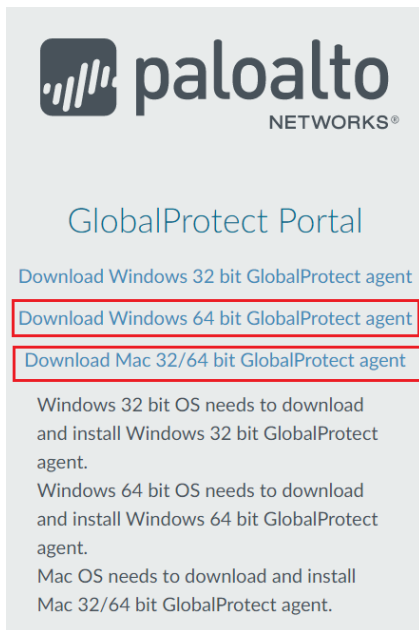 paloalto
NETWORKS®
GlobalProtect Portal
Download Windows 32 bit GlobalProtect agent
Download Windows 64 bit GlobalProtect agent
Download Mac 32/64 bit GlobalProtect agent
Windows 32 bit OS needs to download
and install Windows 32 bit GlobalProtect
agent.
Windows 64 bit OS needs to download
and install Windows 64 bit GlobalProtect
agent.
Mac OS needs to download and install
Mac 32/64 bit GlobalProtect agent.